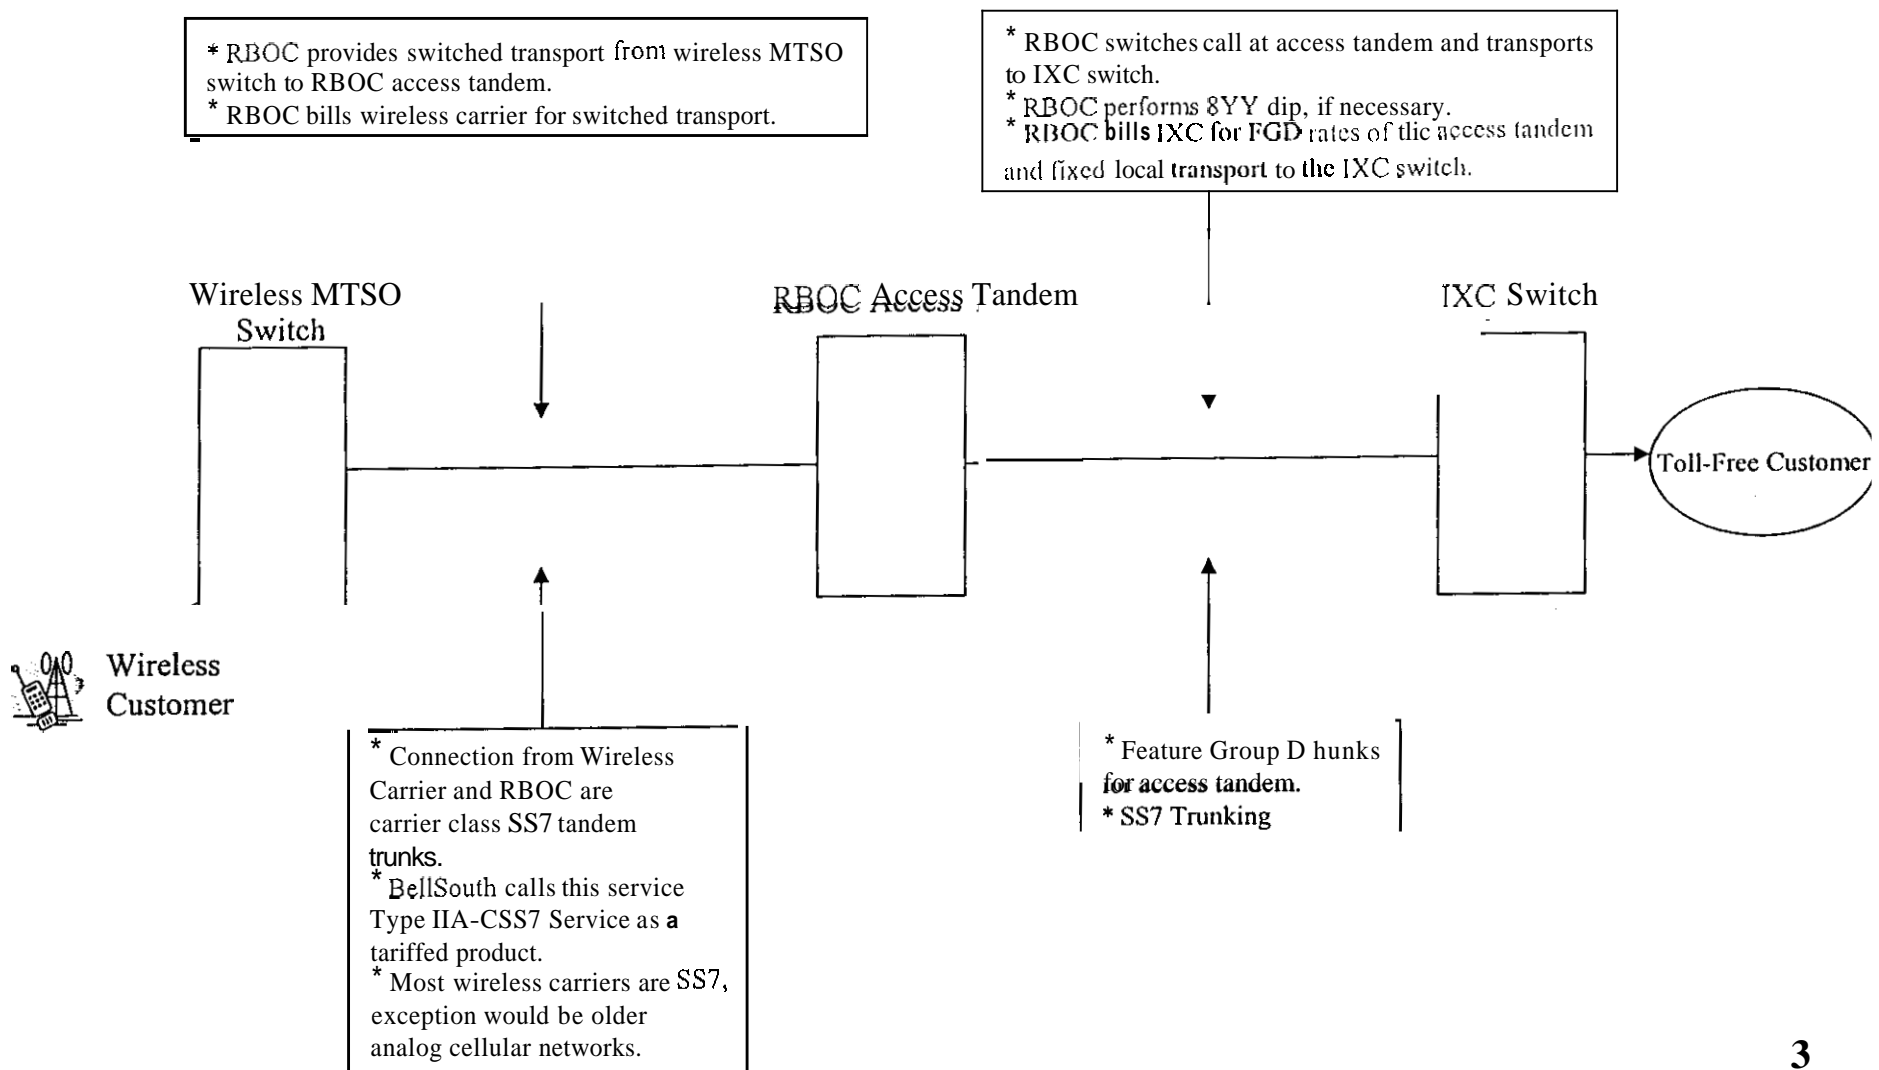 * RBOC provides switched transport from wireless MTSO
switch to RBOC access tandem.
* RBOC bills wireless carrier for switched transport.
* RBOC switches call at access tandem and transports
to IXC switch.
* RBOC performs 8YY dip, if necessary.
* RBOC bills IXC for FGD rates of tlic access tandem
and fixed local transport to the IXC switch.
Wireless MTSO
Switch
RBOC Access Tandem
IXC Switch
Toll-Free Customer
Wireless
Customer
* Connection from Wireless
Carrier and RBOC are
carrier class SS7 tandem
trunks.
* BellSouth calls this service
Type IIA-CSS7 Service as a
tariffed product.
* Most wireless carriers are SS7,
exception would be older
analog cellular networks.
* Feature Group D hunks
for access tandem.
* SS7 Trunking
3